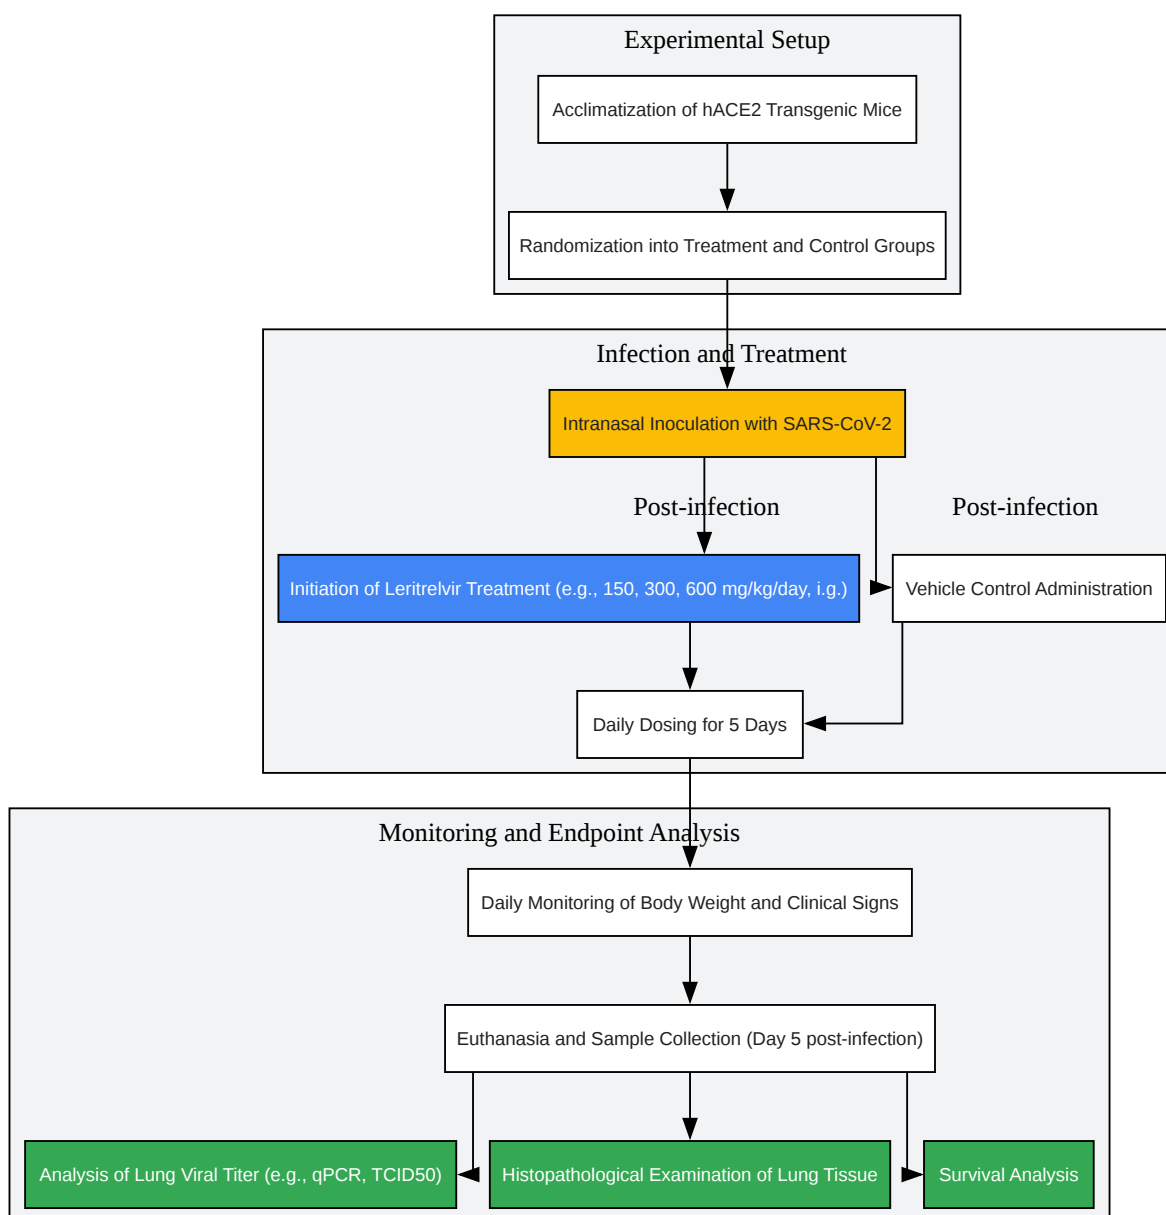 Experimental Setup
Acclimatization of hACE2 Transgenic Mice
Randomization into Treatment and Control Groups
Infection and Treatment
Intranasal Inoculation with SARS-CoV-2
Post-infection
Post-infection
Initiation of Leritrelvir Treatment (e.g., 150, 300, 600 mg/kg/day, i.g.)
Vehicle Control Administration
Daily Dosing for 5 Days
Monitoring and Endpoint Analysis
Daily Monitoring of Body Weight and Clinical Signs
Euthanasia and Sample Collection (Day 5 post-infection)
Analysis of Lung Viral Titer (e.g., qPCR, TCID50)
Histopathological Examination of Lung Tissue
Survival Analysis